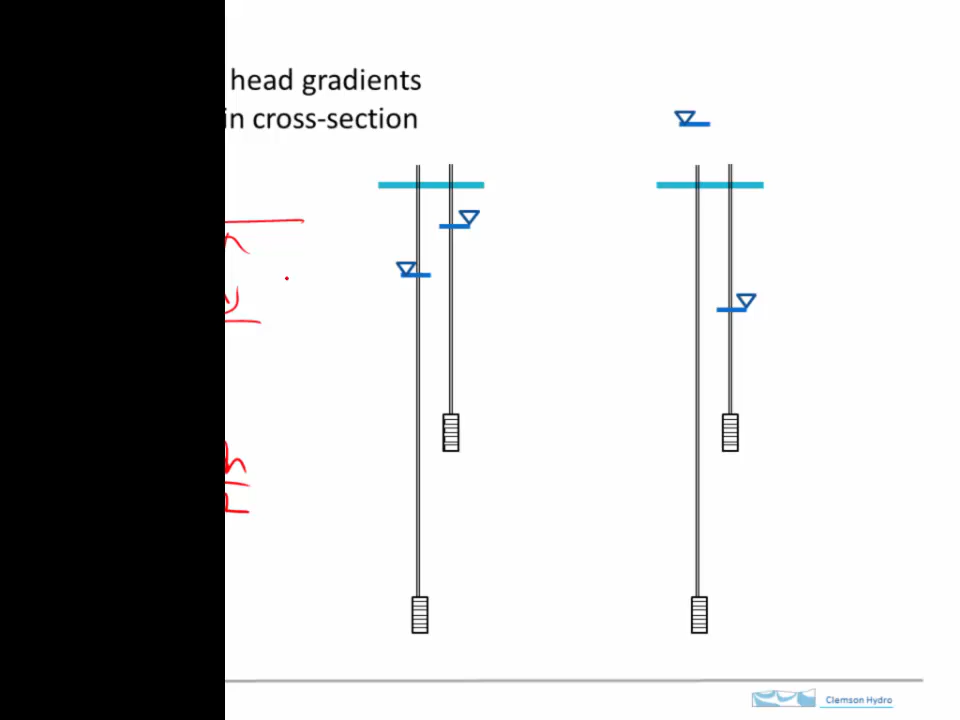 head gradients
in cross-section
Clemson Hydro